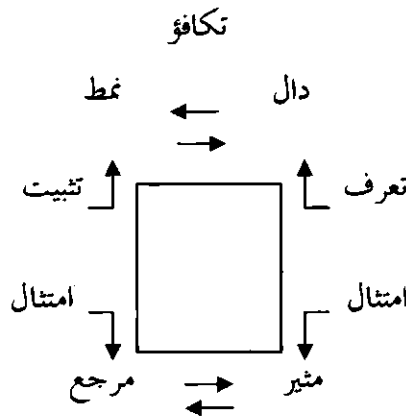 تكافؤ
دال نمط
تعرف تثبيت
امتثال امتثال
مثير مرجع